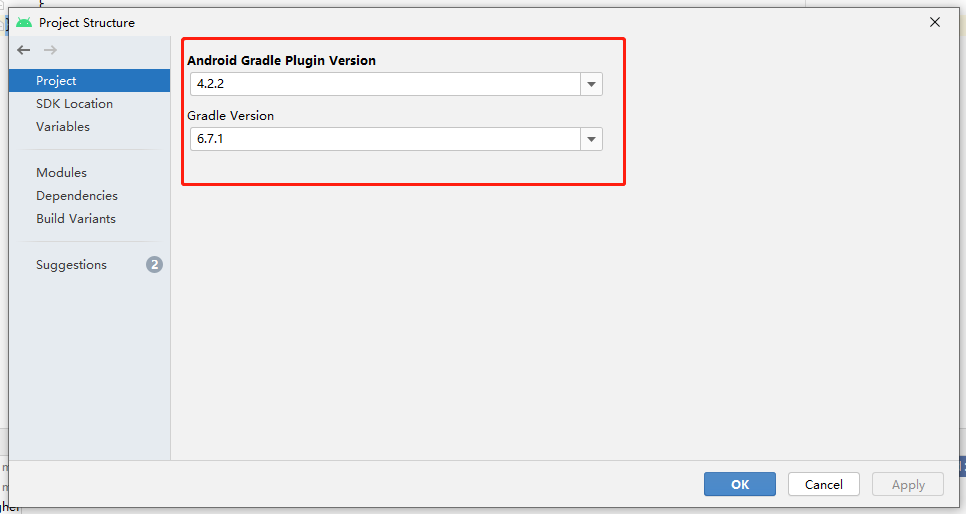 Project Structure
Project
SDK Location
Variables
Modules
Dependencies
Build Variants
Suggestions 2
Android Gradle Plugin Version
4.2.2
Gradle Version
6.7.1
OK
Cancel
Apply